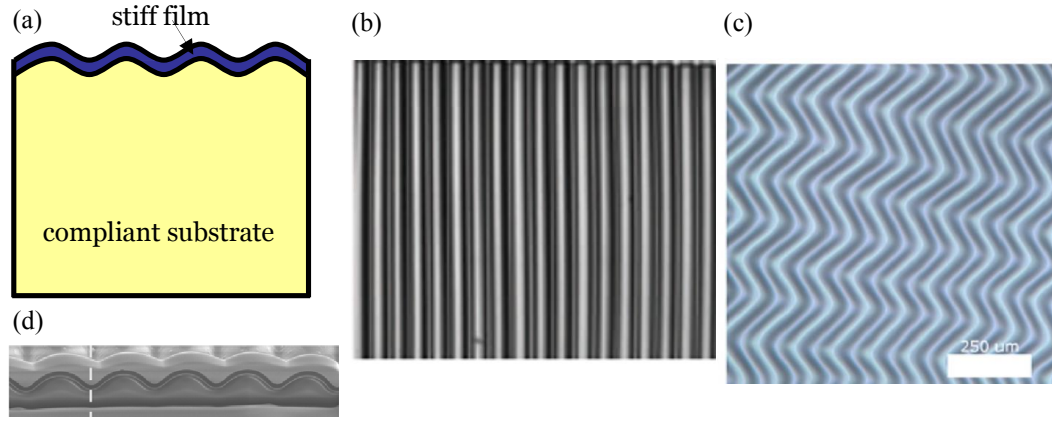 (a)
stiff film
compliant substrate
(b)
(c)
250 um
(d)